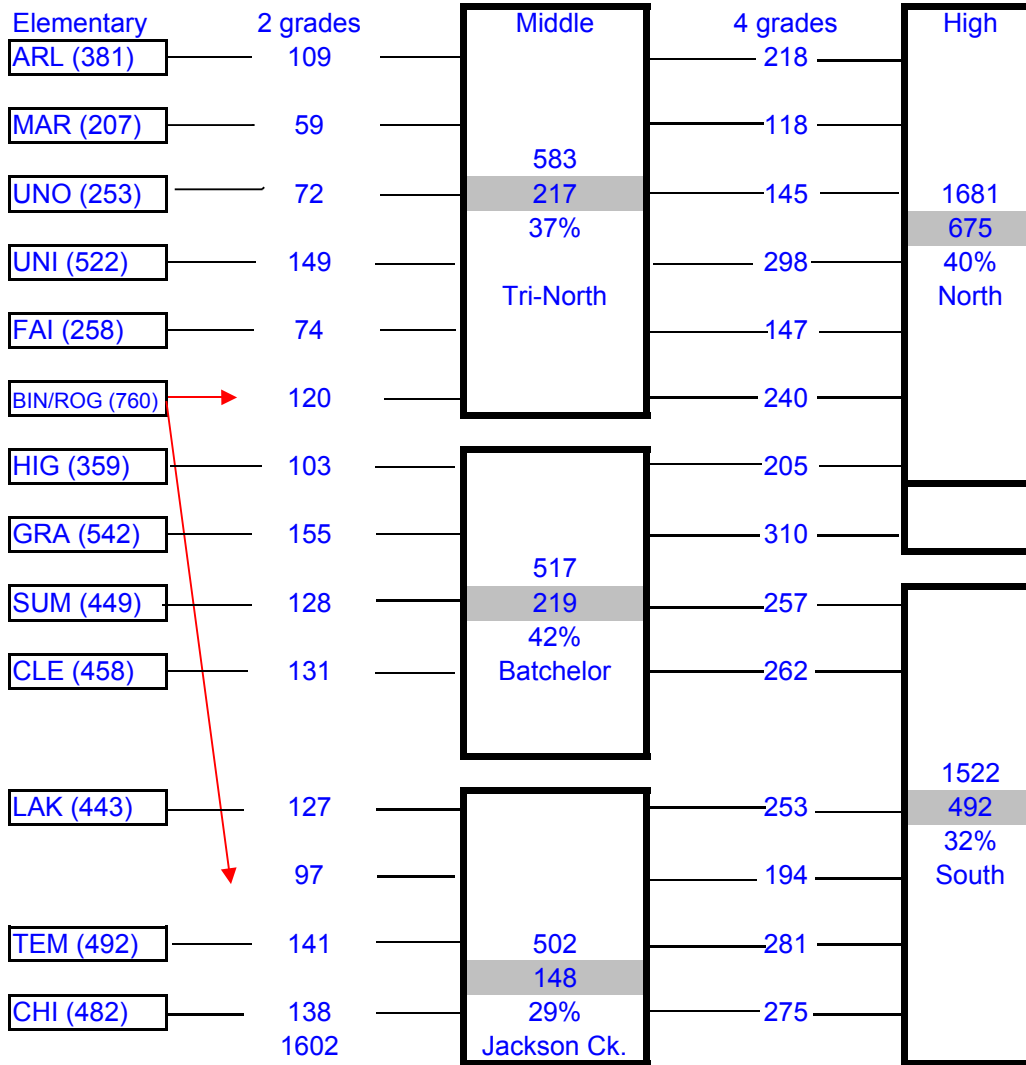 Elementary 2 grades Middle 4 grades High
ARL (381) 109 218
MAR (207) 59 118
583
UNO (253) 72 217 145 1681
37% 675
UNI (522) 149 298 40%
Tri-North North
FAI (258) 74 147
BIN/ROG (760) 120 240
HIG (359) 103 205
GRA (542) 155 310
517
SUM (449) 128 219 257
42%
CLE (458) 131 Batchelor 262
1522
LAK (443) 127 253 492
32%
97 194 South
TEM (492) 141 502 281
148
CHI (482) 138 29% 275
1602 Jackson Ck.